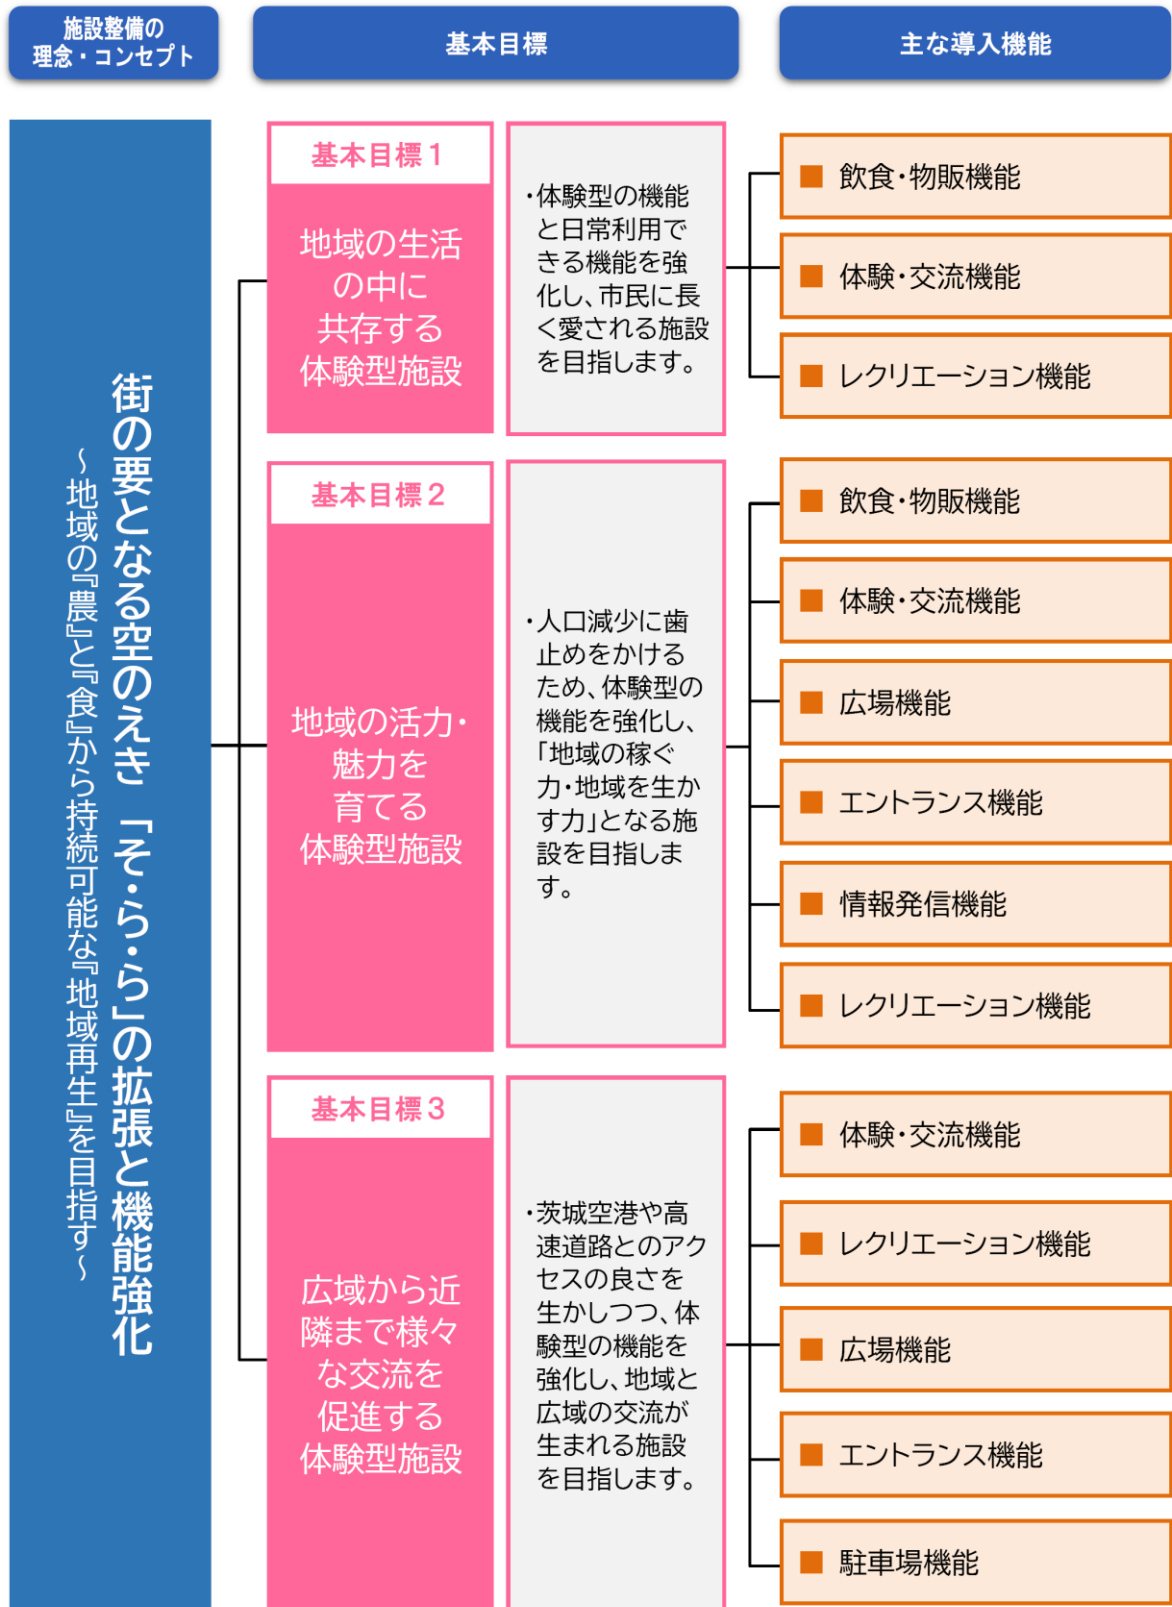 施設整備の
理念・コンセプト
基本目標
主な導入機能
街の要となる空のえき「そ・ら・ら」の拡張と機能強化
～地域の『農』と『食』から持続可能な『地域再生』を目指す～
基本目標1
地域の生活
の中に
共存する
体験型施設
・体験型の機能
と日常利用で
きる機能を強
化し、市民に長
く愛される施設
を目指します。
■ 飲食・物販機能
■ 体験・交流機能
■ レクリエーション機能
基本目標2
地域の活力・
魅力を
育てる
体験型施設
・人口減少に歯
止めをかける
ため、体験型の
機能を強化し、
「地域の稼ぐ
力・地域を生か
す力」となる施
設を目指しま
す。
■ 飲食・物販機能
■ 体験・交流機能
■ 広場機能
■ エントランス機能
■ 情報発信機能
■ レクリエーション機能
基本目標3
広域から近
隣まで様々
な交流を
促進する
体験型施設
・茨城空港や高
速道路とのアク
セスの良さを
生かしつつ、体
験型の機能を
強化し、地域と
広域の交流が
生まれる施設
を目指します。
■ 体験・交流機能
■ レクリエーション機能
■ 広場機能
■ エントランス機能
■ 駐車場機能